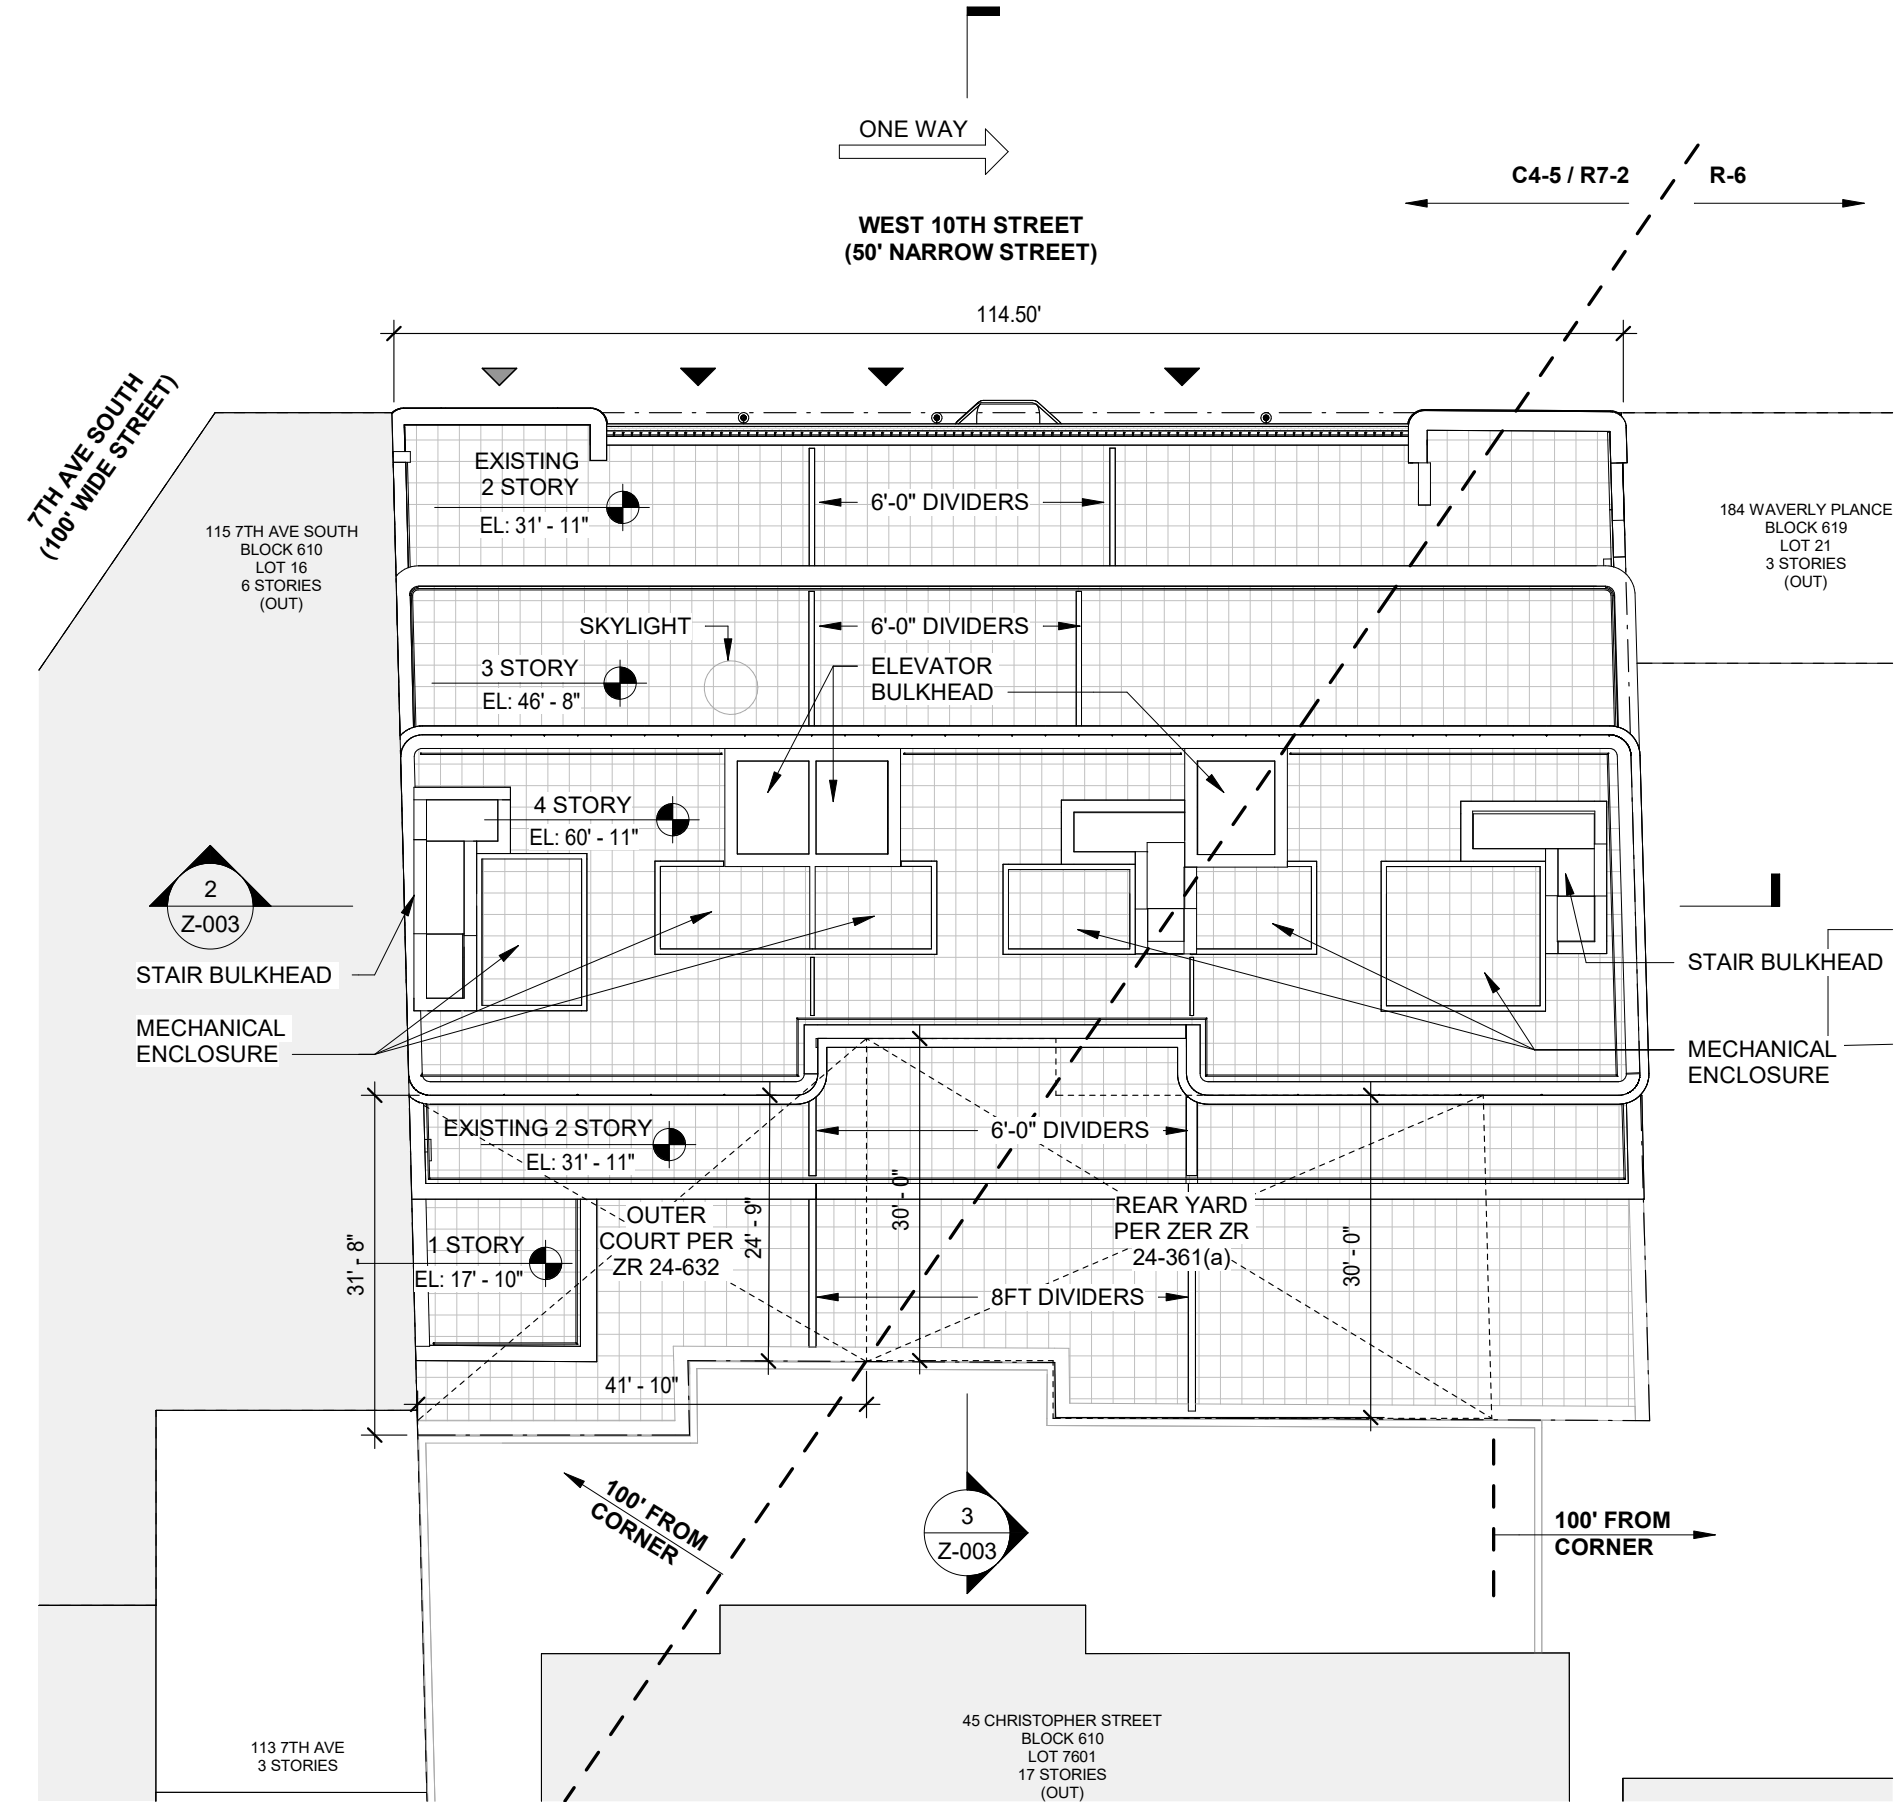 ONE WAY
C4-5 / R7-2
R-6
WEST 10TH STREET
(50' NARROW STREET)
114.50'
7TH AVE SOUTH
(100' WIDE STREET)
115 7TH AVE SOUTH
BLOCK 610
LOT 16
6 STORIES
(OUT)
EXISTING
2 STORY
EL: 31' - 11"
6'-0" DIVIDERS
184 WAVERLY PLANCE
BLOCK 619
LOT 21
3 STORIES
(OUT)
SKYLIGHT
6'-0" DIVIDERS
3 STORY
EL: 46' - 8"
ELEVATOR
BULKHEAD
4 STORY
EL: 60' - 11"
2
Z-003
STAIR BULKHEAD
MECHANICAL
ENCLOSURE
STAIR BULKHEAD
MECHANICAL
ENCLOSURE
EXISTING 2 STORY
EL: 31' - 11"
6'-0" DIVIDERS
31' - 8"
1 STORY
EL: 17' - 10"
OUTER
COURT PER
ZR 24-632
24' - 9"
30' - 0"
REAR YARD
PER ZER ZR
24-361(a)
30' - 0"
8FT DIVIDERS
41' - 10"
100' FROM
CORNER
3
Z-003
100' FROM
CORNER
113 7TH AVE
3 STORIES
45 CHRISTOPHER STREET
BLOCK 610
LOT 7601
17 STORIES
(OUT)